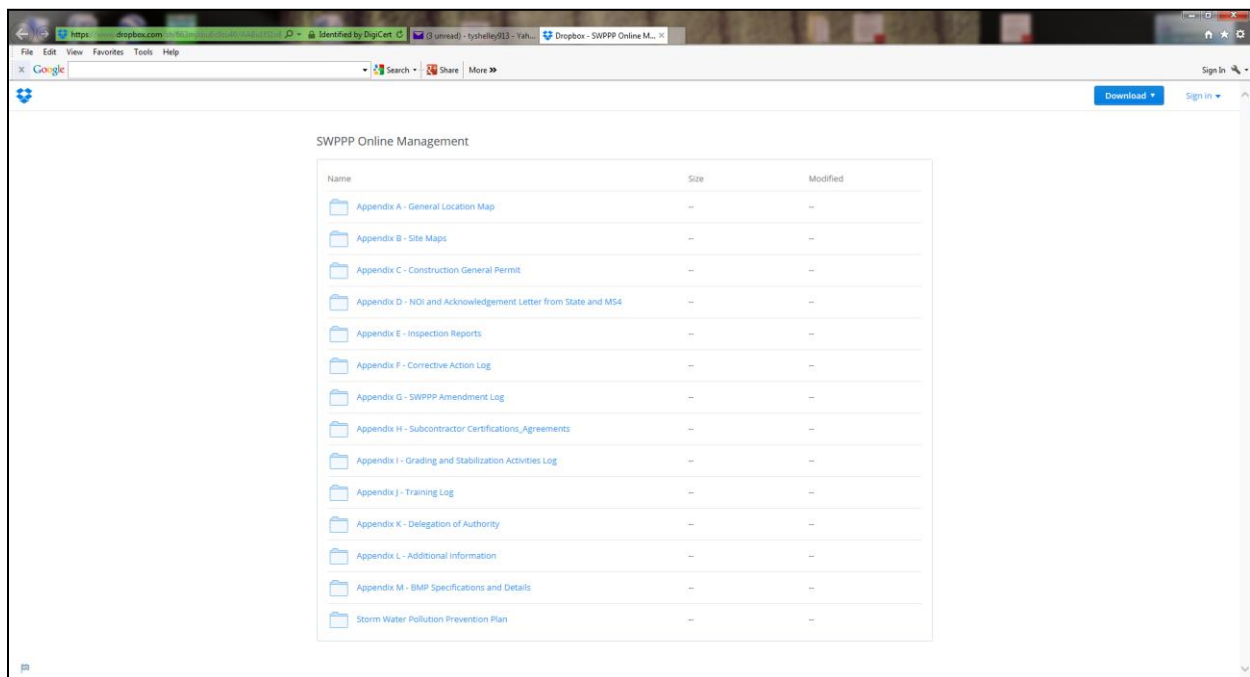 https://www.dropbox.com
Identified by DigiCert
(3 unread) - tyshelley913 - Yah...
Dropbox - SWPPP Online M...
File Edit View Favorites Tools Help
x Google Search Share More >> Sign In
Download Sign in
SWPPP Online Management
Name Size Modified
Appendix A - General Location Map -- --
Appendix B - Site Maps -- --
Appendix C - Construction General Permit -- --
Appendix D - NOI and Acknowledgement Letter from State and MS4 -- --
Appendix E - Inspection Reports -- --
Appendix F - Corrective Action Log -- --
Appendix G - SWPPP Amendment Log -- --
Appendix H - Subcontractor Certifications_Agreements -- --
Appendix I - Grading and Stabilization Activities Log -- --
Appendix J - Training Log -- --
Appendix K - Delegation of Authority -- --
Appendix L - Additional Information -- --
Appendix M - BMP Specifications and Details -- --
Storm Water Pollution Prevention Plan -- --